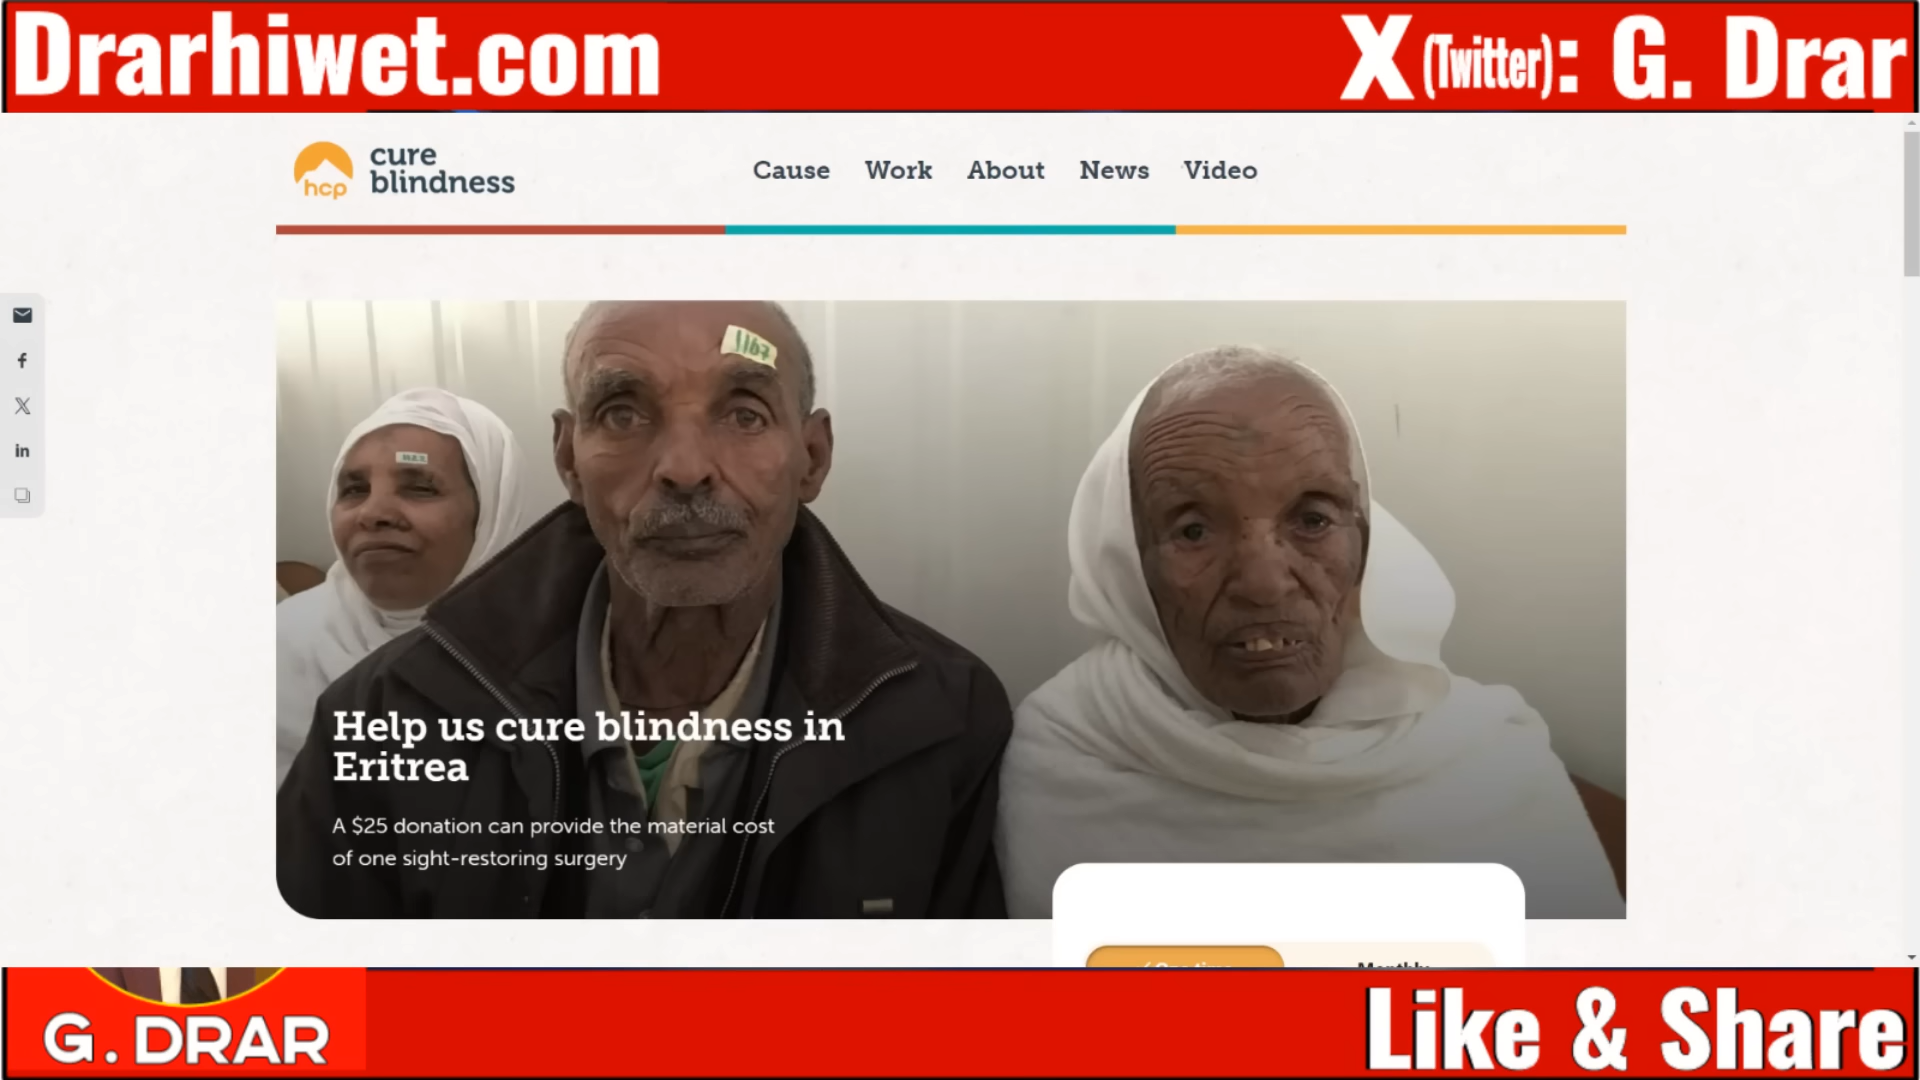 Drarhiwet.com
X (Twitter): G. Drar
hcp
cure
blindness
Cause Work About News Video
1167
Help us cure blindness in
Eritrea
A $25 donation can provide the material cost
of one sight-restoring surgery
Monthly
G. DRAR
Like & Share